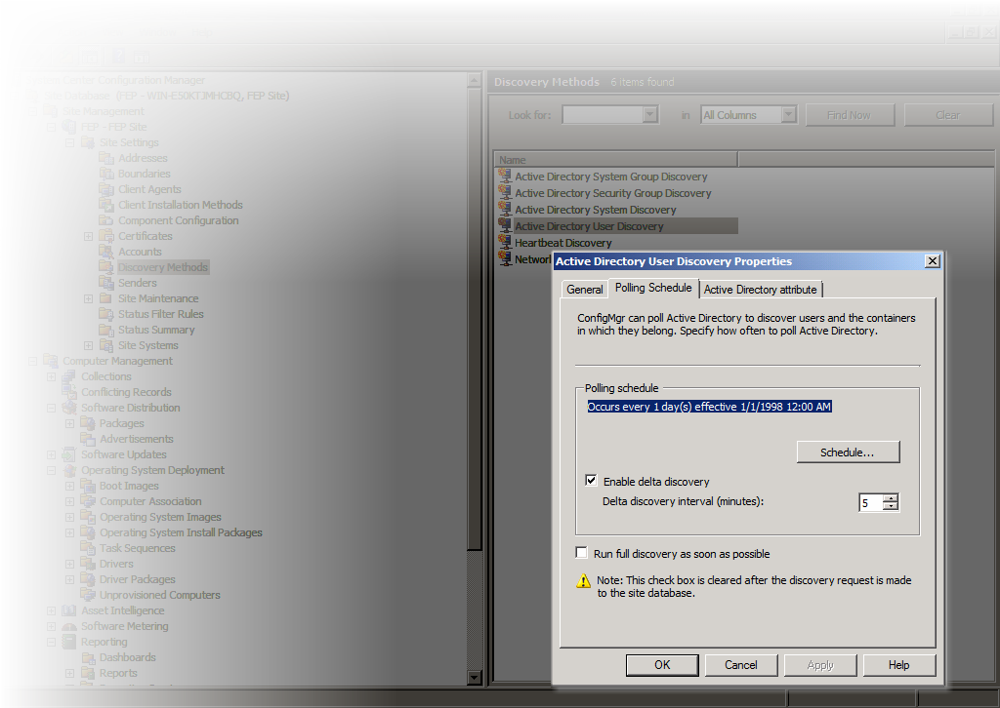 System Center Configuration Manager
Site Database (FEP - WIN-E50KTJMHC8Q, FEP Site)
Site Management
FEP - FEP Site
Site Settings
Addresses
Boundaries
Client Agents
Client Installation Methods
Component Configuration
Certificates
Accounts
Discovery Methods
Senders
Site Maintenance
Status Filter Rules
Status Summary
Site Systems
Computer Management
Collections
Conflicting Records
Software Distribution
Packages
Advertisements
Software Updates
Operating System Deployment
Boot Images
Computer Association
Operating System Images
Operating System Install Packages
Task Sequences
Drivers
Driver Packages
Unprovisioned Computers
Asset Intelligence
Software Metering
Reporting
Dashboards
Reports
Discovery Methods 6 items found
Look for: in All Columns Find Now Clear
Name
Active Directory System Group Discovery
Active Directory Security Group Discovery
Active Directory System Discovery
Active Directory User Discovery
Heartbeat Discovery
Network
Active Directory User Discovery Properties
General Polling Schedule Active Directory attribute
ConfigMgr can poll Active Directory to discover users and the containers
in which they belong. Specify how often to poll Active Directory.
Polling schedule
Occurs every 1 day(s) effective 1/1/1998 12:00 AM
Schedule...
Enable delta discovery
Delta discovery interval (minutes): 5
Run full discovery as soon as possible
Note: This check box is cleared after the discovery request is made
to the site database.
OK Cancel Apply Help